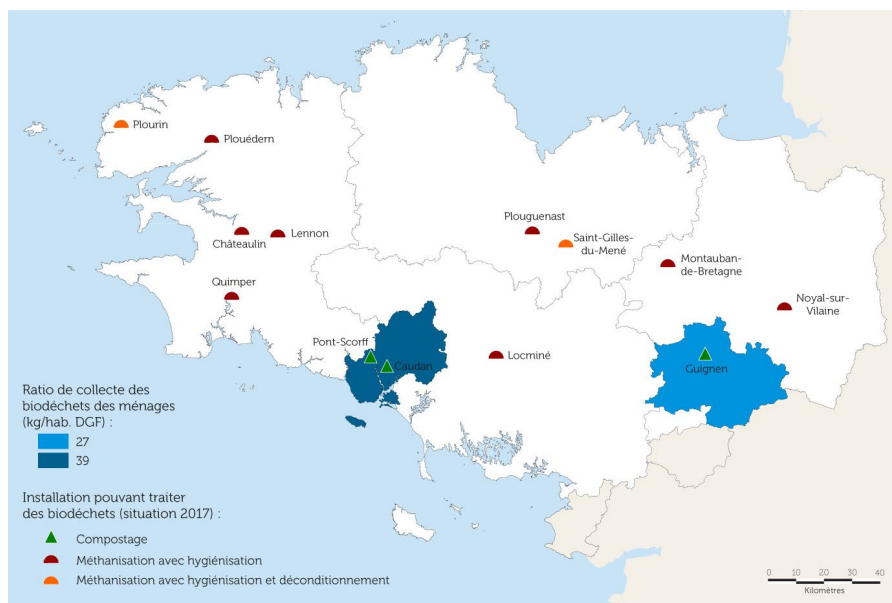 Plourin
Plouédern
Châteaulin
Lennon
Quimper
Plouguenast
Saint-Gilles-
du-Mené
Montauban-
de-Bretagne
Noyal-sur-
Vilaine
Pont-Scorff
Caudan
Locminé
Guignen
Ratio de collecte des
biodéchets des ménages
(kg/hab. DGF) :
27
39
Installation pouvant traiter
des biodéchets (situation 2017) :
Compostage
Méthanisation avec hygiénisation
Méthanisation avec hygiénisation et déconditionnement
0 10 20 30 40
Kilomètres